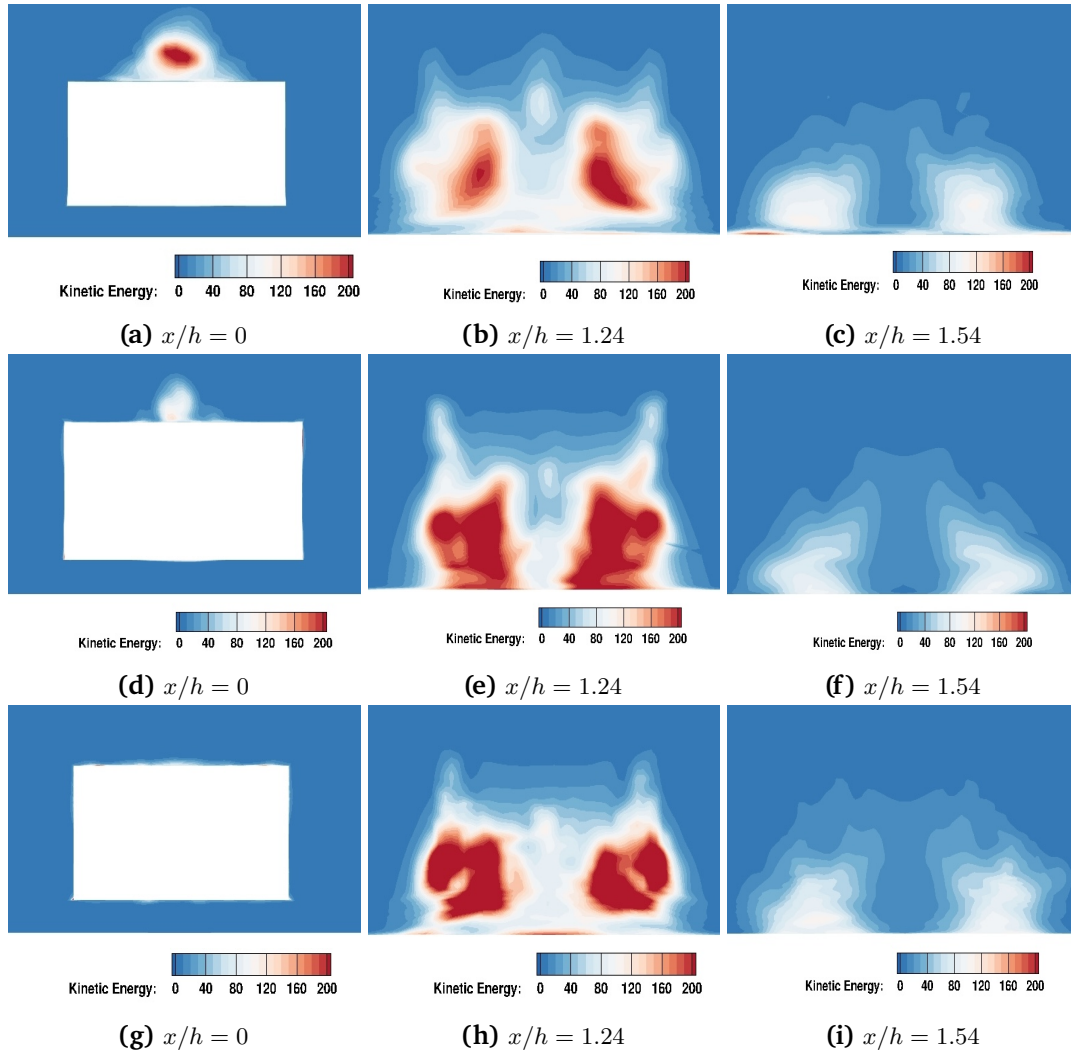 Kinetic Energy: 0 40 80 120 160 200
Kinetic Energy: 0 40 80 120 160 200
Kinetic Energy: 0 40 80 120 160 200
(a) x/h = 0
(b) x/h = 1.24
(c) x/h = 1.54
Kinetic Energy: 0 40 80 120 160 200
Kinetic Energy: 0 40 80 120 160 200
Kinetic Energy: 0 40 80 120 160 200
(d) x/h = 0
(e) x/h = 1.24
(f) x/h = 1.54
Kinetic Energy: 0 40 80 120 160 200
Kinetic Energy: 0 40 80 120 160 200
Kinetic Energy: 0 40 80 120 160 200
(g) x/h = 0
(h) x/h = 1.24
(i) x/h = 1.54